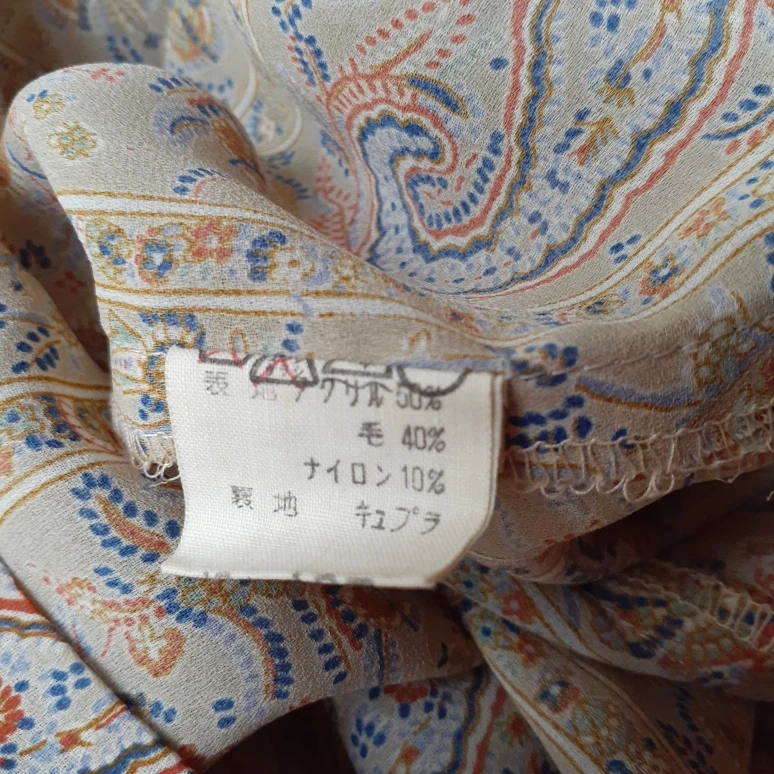 表地 アクリル 50%
毛 40%
ナイロン 10%
裏地 キュプラ